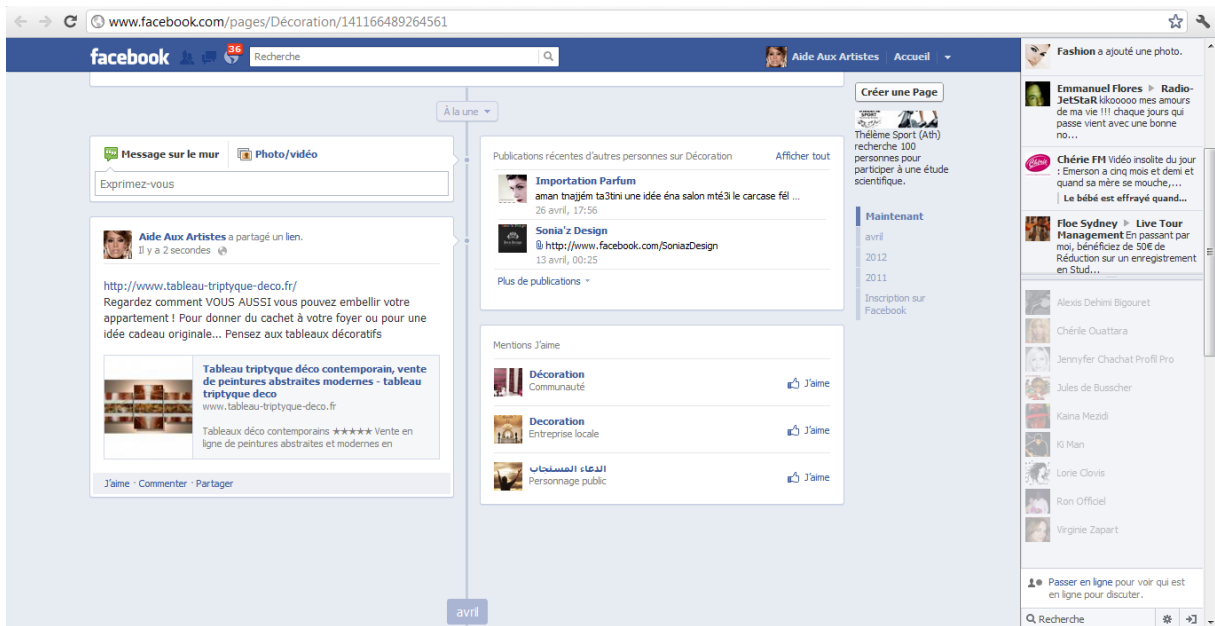 www.facebook.com/pages/Décoration/141166489264561
facebook
36
Recherche
Aide Aux Artistes
Accueil
À la une
Message sur le mur
Photo/vidéo
Exprimez-vous
Aide Aux Artistes a partagé un lien.
Il y a 2 secondes
http://www.tableau-triptyque-deco.fr/
Regardez comment VOUS AUSSI vous pouvez embellir votre
appartement ! Pour donner du cachet à votre foyer ou pour une
idée cadeau originale... Pensez aux tableaux décoratifs
Tableau triptyque déco contemporain, vente
de peintures abstraites modernes - tableau
triptyque deco
www.tableau-triptyque-deco.fr
Tableaux déco contemporains ★★★★★ Vente en
ligne de peintures abstraites et modernes en
J'aime · Commenter · Partager
Publications récentes d'autres personnes sur Décoration
Afficher tout
Importation Parfum
aman tnajjém ta3tini une idée éna salon mté3i le carcase fél ...
26 avril, 17:56
Sonia'z Design
http://www.facebook.com/SoniazDesign
13 avril, 00:25
Plus de publications
Mentions J'aime
Décoration
Communauté
J'aime
Decoration
Entreprise locale
J'aime
الدعاء المستجاب
Personnage public
J'aime
avril
Créer une Page
Thélème Sport (Ath)
recherche 100
personnes pour
participer à une étude
scientifique.
Maintenant
avril
2012
2011
Inscription sur
Facebook
Fashion a ajouté une photo.
Emmanuel Flores ▶ Radio-
JetStaR kikooooo mes amours
de ma vie !!! chaque jours qui
passe vient avec une bonne
no...
Chérie FM Vidéo insolite du jour
: Emerson a cinq mois et demi et
quand sa mère se mouche,...
Le bébé est effrayé quand...
Floe Sydney ▶ Live Tour
Management En passant par
moi, bénéficiez de 50€ de
Réduction sur un enregistrement
en Stud...
Alexis Dehimi Bigouret
Chérile Ouattara
Jennyfer Chachat Profil Pro
Jules de Busscher
Kaina Mezidi
Ki Man
Lorie Clovis
Ron Officiel
Virginie Zapart
Passer en ligne pour voir qui est
en ligne pour discuter.
Recherche